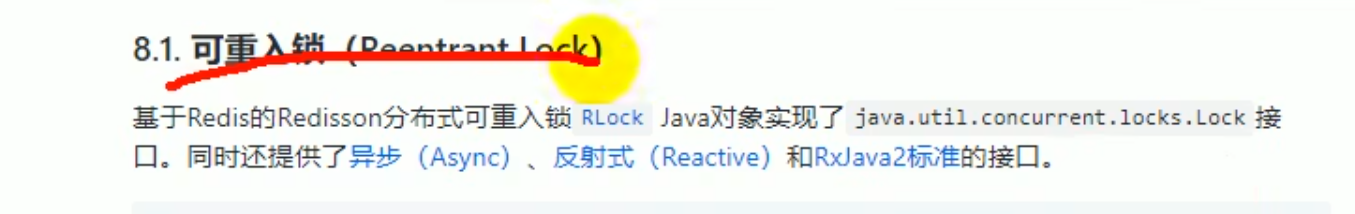 8.1. 可重入锁（Reentrant Lock）
基于Redis的Redisson分布式可重入锁 RLock Java对象实现了 java.util.concurrent.locks.Lock 接
口。同时还提供了异步（Async）、反射式（Reactive）和RxJava2标准的接口。